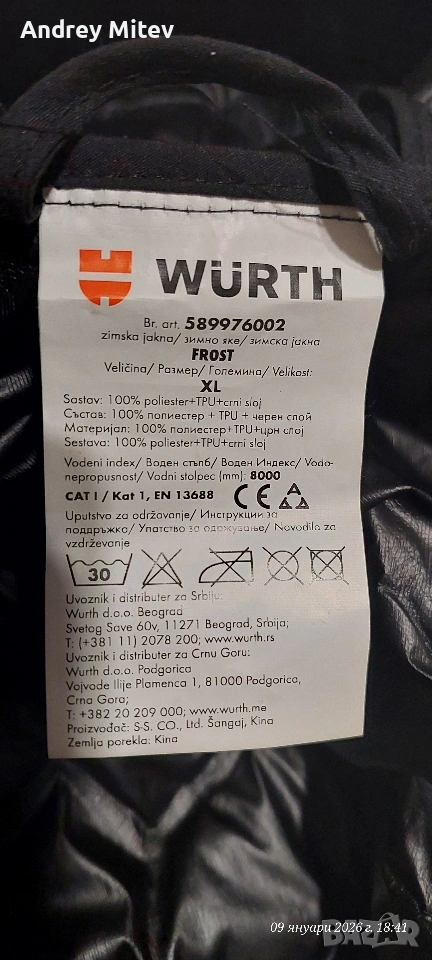 Andrey Mitev
WÜRTH
Br. art. 589976002
zimska jakna/ зимно яке/ зимска јакна
FROST
Veličina/ Размер/ Големина/ Velikost:
XL
Sastav: 100% poliester+TPU+crni sloj
Състав: 100% полиестер + TPU + черен слой
Материјал: 100% полиестер+TPU+црн слој
Sestava: 100% poliester+TPU+crni sloj
Vodeni index/ Воден стълб/ Воден Индекс/ Vodo-
nepropusnost/ Vodni stolpec (mm): 8000
CAT I / Kat 1, EN 13688 CE
Uputstvo za održavanje/ Инструкции за
поддръжка/ Упатство за одржување/ Navodila za
vzdrževanje
30
Uvoznik i distributer za Srbiju:
Wurth d.o.o. Beograd
Svetog Save 60v, 11271 Beograd, Srbija;
T: (+381 11) 2078 200; www.wurth.rs
Uvoznik i distributer za Crnu Goru:
Wurth d.o.o. Podgorica
Vojvode Ilije Plamenca 1, 81000 Podgorica,
Crna Gora;
T: +382 20 209 000; www.wurth.me
Proizvođač: S-S. CO., Ltd. Šangaj, Kina
Zemlja porekla: Kina
09 януари 2026 г. 18:41
BAZAR